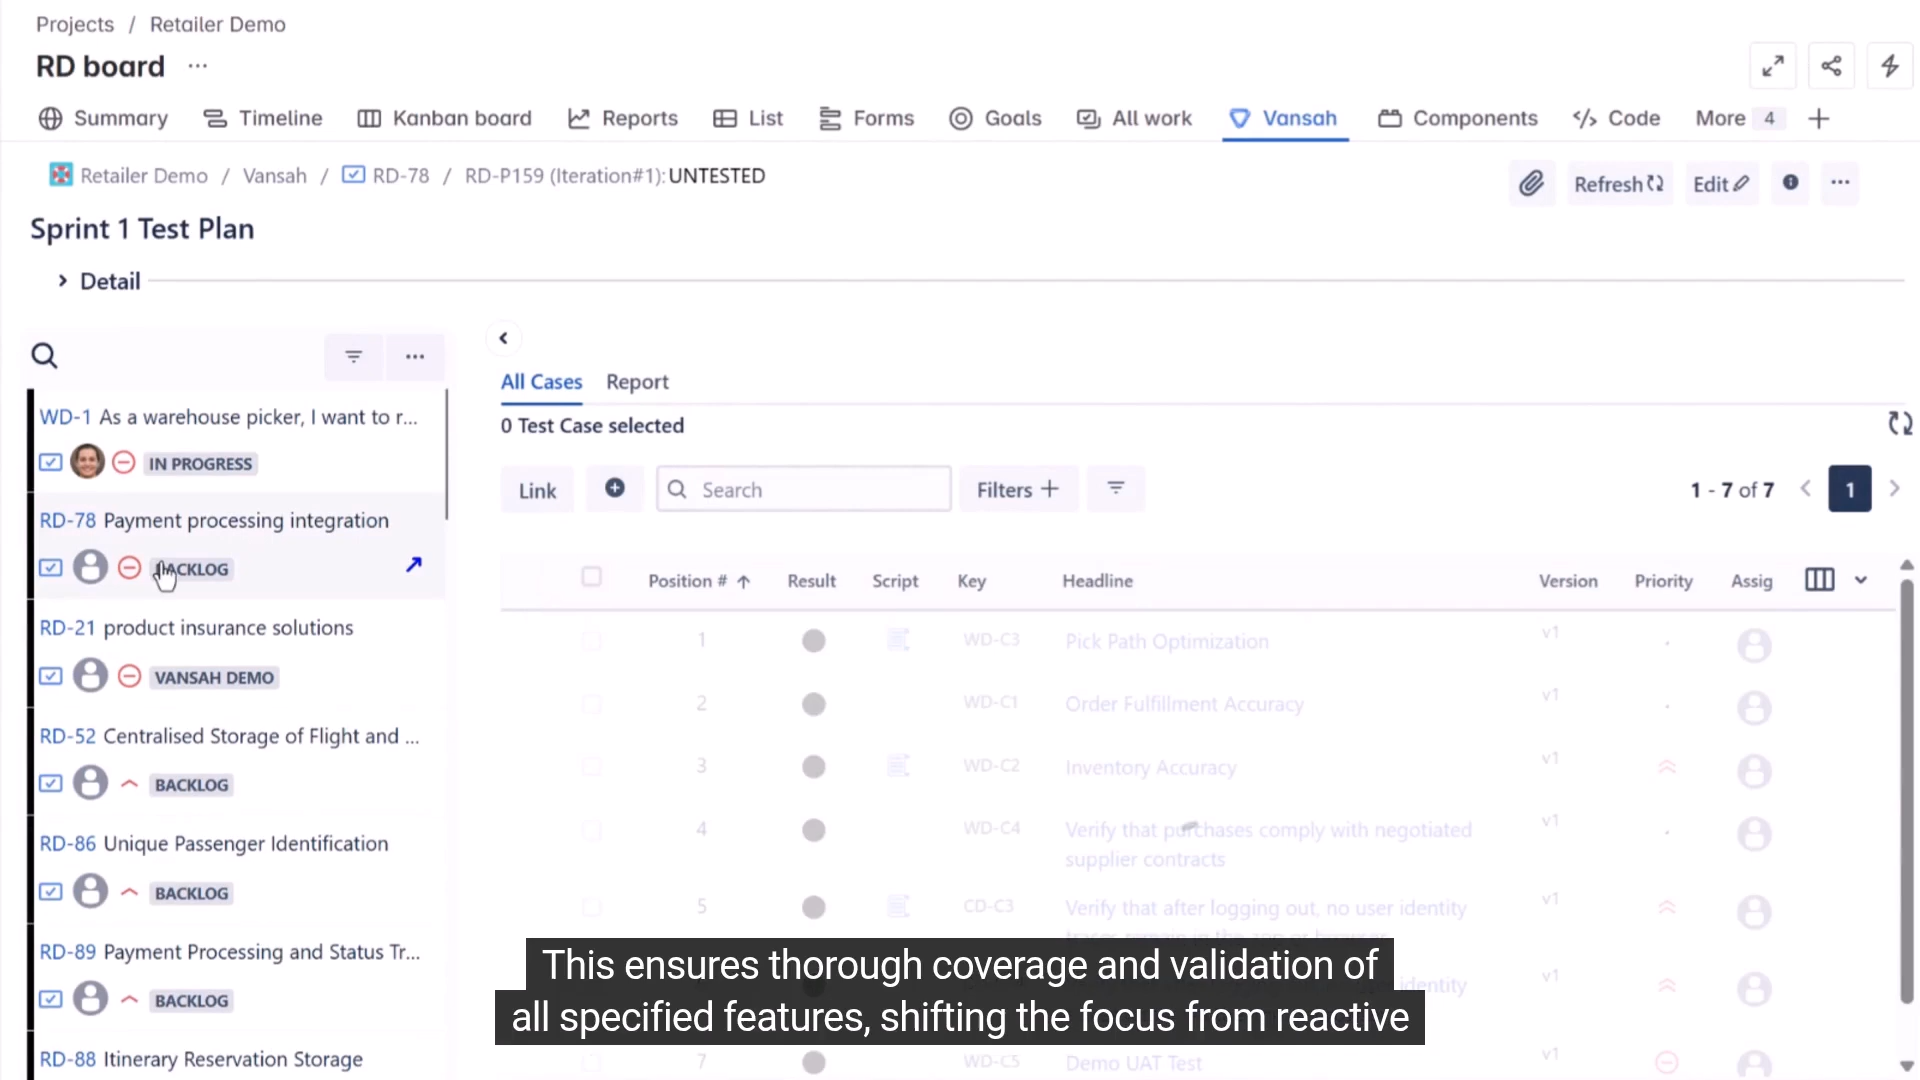 Projects / Retailer Demo
RD board ...
Summary Timeline Kanban board Reports List Forms Goals All work Vansah Components Code More 4
Retailer Demo / Vansah / RD-78 / RD-P159 (Iteration#1): UNTESTED
Refresh Edit
Sprint 1 Test Plan
Detail
WD-1 As a warehouse picker, I want to r...
IN PROGRESS
RD-78 Payment processing integration
BACKLOG
RD-21 product insurance solutions
VANSAH DEMO
RD-52 Centralised Storage of Flight and ...
BACKLOG
RD-86 Unique Passenger Identification
BACKLOG
RD-89 Payment Processing and Status Tr...
BACKLOG
RD-88 Itinerary Reservation Storage
All Cases Report
0 Test Case selected
Link Search Filters 1 - 7 of 7 1
Position # Result Script Key Headline Version Priority Assig
1 WD-C3 Pick Path Optimization v1
2 WD-C1 Order Fulfillment Accuracy v1
3 WD-C2 Inventory Accuracy v1
4 WD-C4 Verify that purchases comply with negotiated v1
supplier contracts
5 CD-C3 Verify that after logging out, no user identity v1
identity v1
7 WD-C5 Demo UAT Test v1
This ensures thorough coverage and validation of
all specified features, shifting the focus from reactive